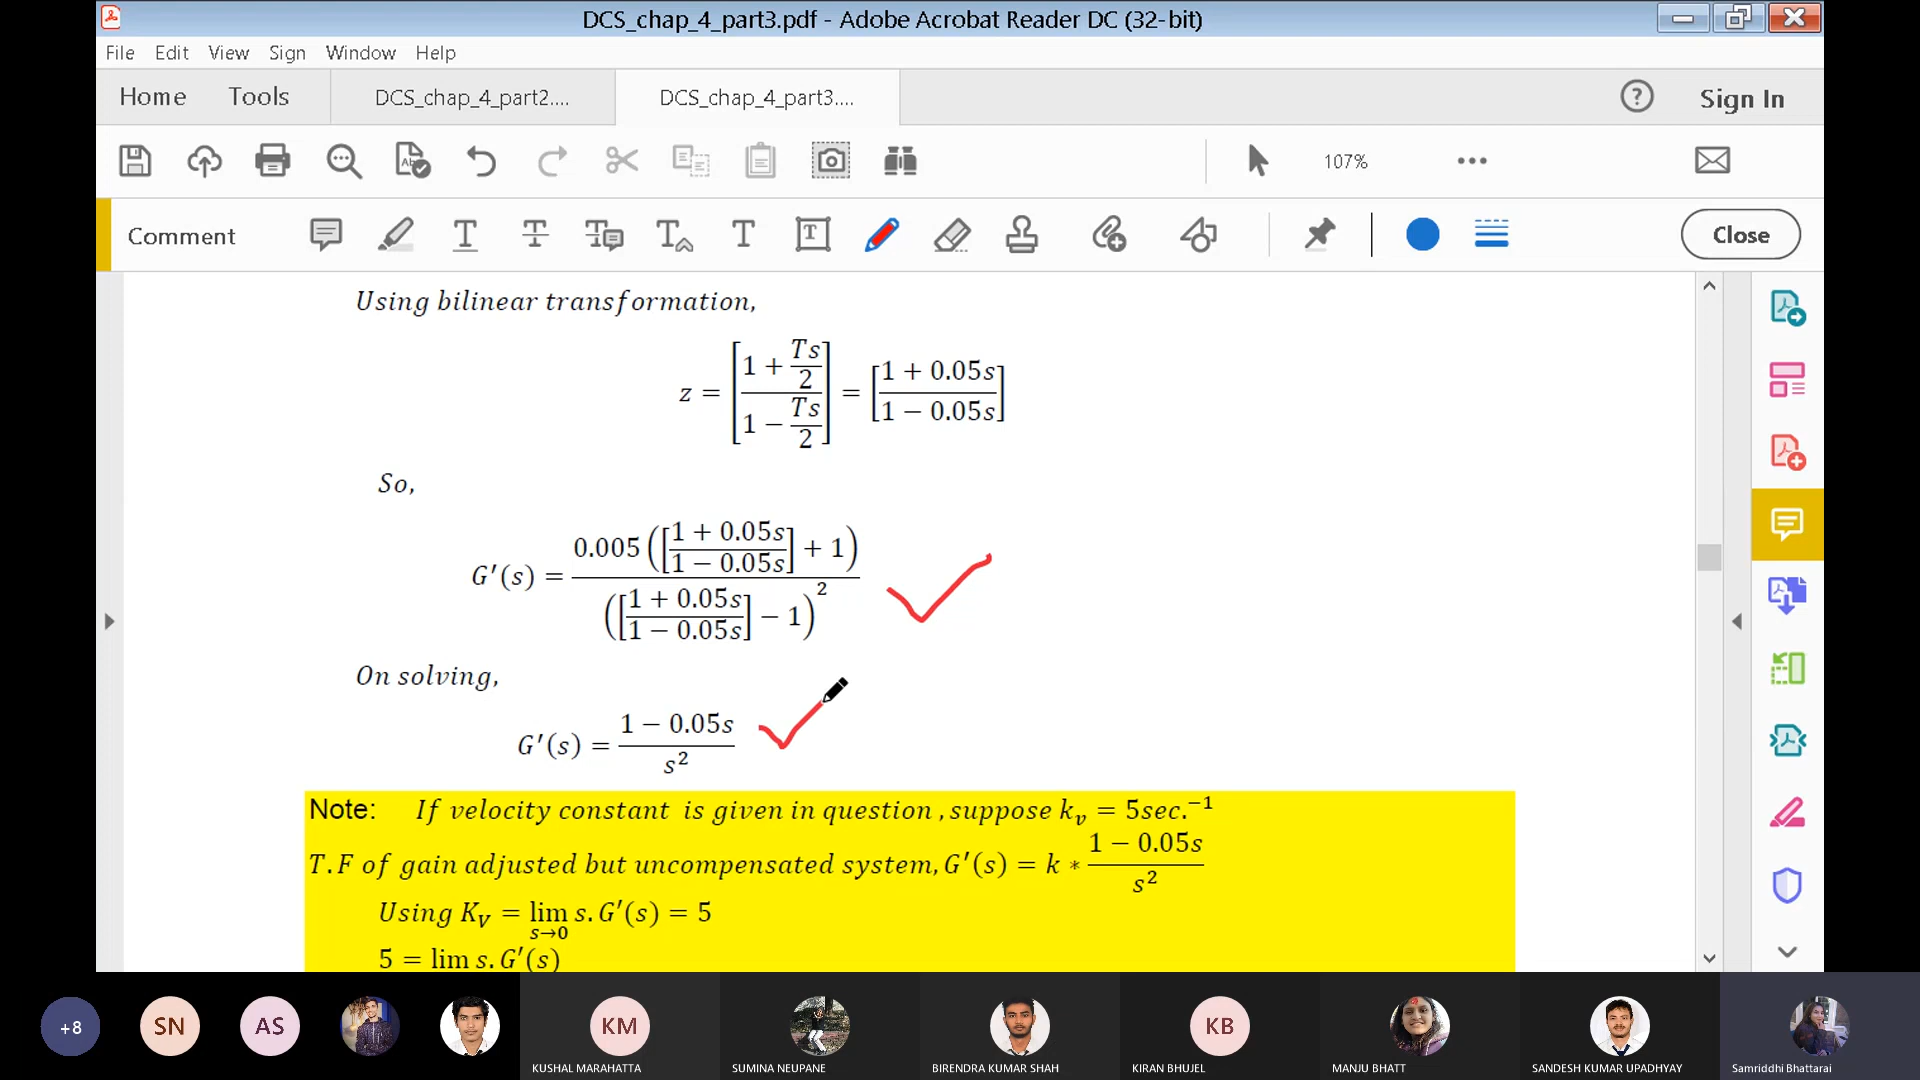 DCS_chap_4_part3.pdf - Adobe Acrobat Reader DC (32-bit)
File Edit View Sign Window Help
Home Tools DCS_chap_4_part2.... DCS_chap_4_part3.... Sign In
107%
Comment Close
Using bilinear transformation,
z = [(1 + Ts/2)/(1 − Ts/2)] = [(1 + 0.05s)/(1 − 0.05s)]
So,
G′(s) = 0.005 ([(1 + 0.05s)/(1 − 0.05s)] + 1) / ([(1 + 0.05s)/(1 − 0.05s)] − 1)²
On solving,
G′(s) = (1 − 0.05s)/s²
Note: If velocity constant is given in question , suppose kᵥ = 5sec.⁻¹
T.F of gain adjusted but uncompensated system, G′(s) = k * (1 − 0.05s)/s²
Using K_V = lim s→0 s. G′(s) = 5
5 = lim s. G′(s)
+8 SN AS KM KB
KUSHAL MARAHATTA SUMINA NEUPANE BIRENDRA KUMAR SHAH KIRAN BHUJEL MANJU BHATT SANDESH KUMAR UPADHYAY Samriddhi Bhattarai